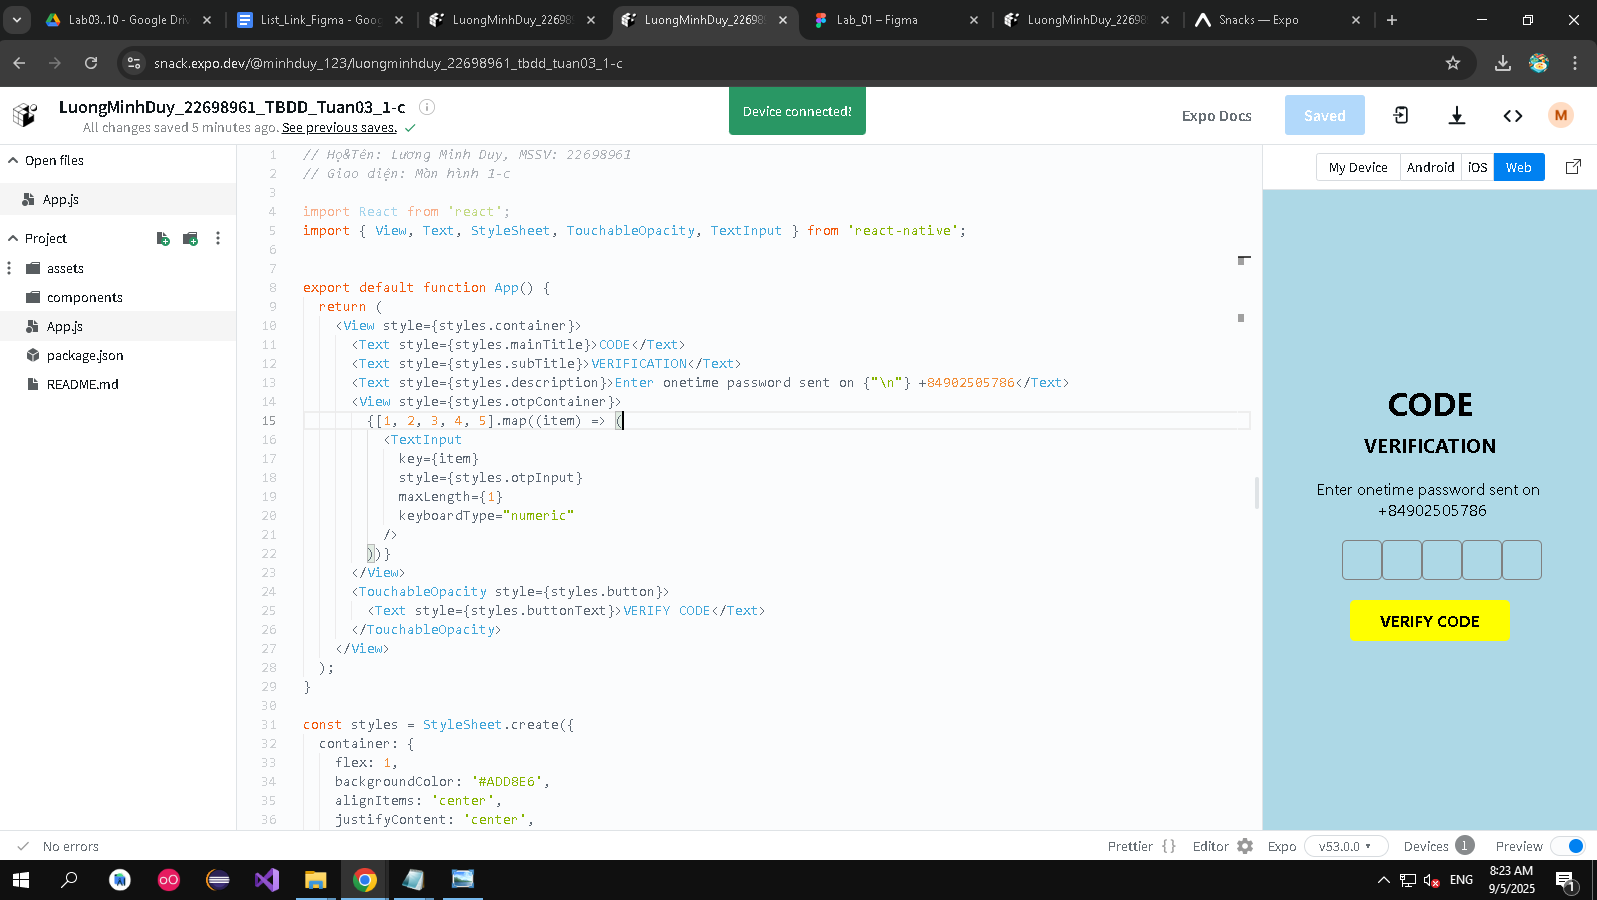 Lab03..10 - Google Driv
List_Link_Figma - Goog
LuongMinhDuy_22698
LuongMinhDuy_226989
Lab_01 – Figma
LuongMinhDuy_22698
Snacks — Expo
snack.expo.dev/@minhduy_123/luongminhduy_22698961_tbdd_tuan03_1-c
LuongMinhDuy_22698961_TBDD_Tuan03_1-c
All changes saved 5 minutes ago. See previous saves.
Device connected?
Expo Docs
Saved
M
Open files
App.js
Project
assets
components
App.js
package.json
README.md
1 // Họ&Tên: Lương Minh Duy, MSSV: 22698961
2 // Giao diện: Màn hình 1-c
3
4 import React from 'react';
5 import { View, Text, StyleSheet, TouchableOpacity, TextInput } from 'react-native';
6
7
8 export default function App() {
9 return (
10 <View style={styles.container}>
11 <Text style={styles.mainTitle}>CODE</Text>
12 <Text style={styles.subTitle}>VERIFICATION</Text>
13 <Text style={styles.description}>Enter onetime password sent on {"\n"} +84902505786</Text>
14 <View style={styles.otpContainer}>
15 {[1, 2, 3, 4, 5].map((item) => (
16 <TextInput
17 key={item}
18 style={styles.otpInput}
19 maxLength={1}
20 keyboardType="numeric"
21 />
22 ))}
23 </View>
24 <TouchableOpacity style={styles.button}>
25 <Text style={styles.buttonText}>VERIFY CODE</Text>
26 </TouchableOpacity>
27 </View>
28 );
29 }
30
31 const styles = StyleSheet.create({
32 container: {
33 flex: 1,
34 backgroundColor: '#ADD8E6',
35 alignItems: 'center',
36 justifyContent: 'center',
My Device
Android
iOS
Web
CODE
VERIFICATION
Enter onetime password sent on
+84902505786
VERIFY CODE
No errors
Prettier {}
Editor
Expo
v53.0.0
Devices 1
Preview
ENG
8:23 AM
9/5/2025
1